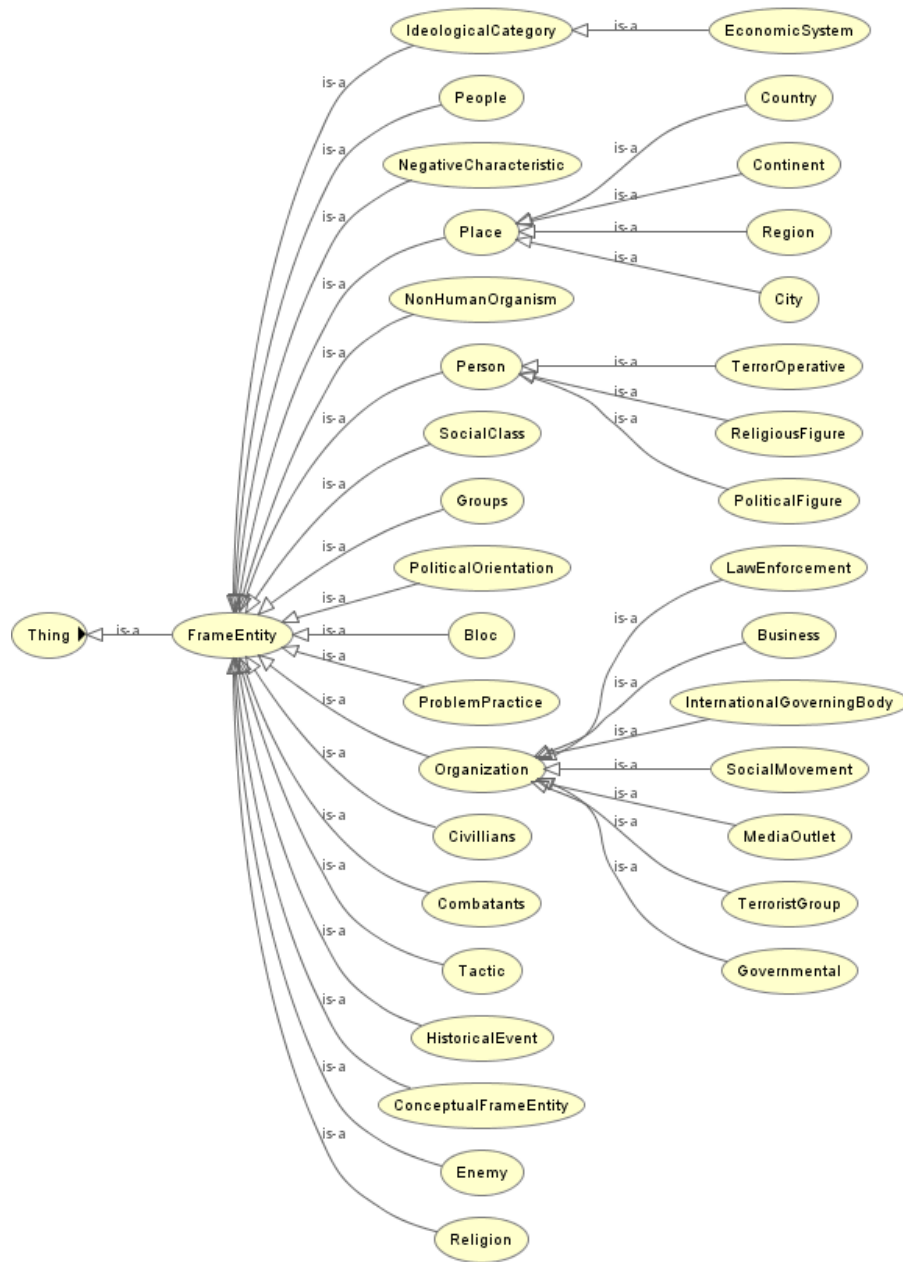 IdeologicalCategory
is-a
EconomicSystem
is-a
People
Country
is-a
is-a
NegativeCharacteristic
Continent
is-a
is-a
Place
is-a
Region
is-a
is-a
NonHumanOrganism
City
is-a
Person
is-a
TerrorOperative
is-a
is-a
SocialClass
ReligiousFigure
is-a
is-a
Groups
PoliticalFigure
is-a
PoliticalOrientation
LawEnforcement
is-a
is-a
Thing
is-a
FrameEntity
is-a
Bloc
Business
is-a
is-a
ProblemPractice
InternationalGoverningBody
is-a
is-a
Organization
is-a
SocialMovement
is-a
is-a
Civillians
MediaOutlet
is-a
is-a
Combatants
TerroristGroup
is-a
Tactic
Governmental
is-a
HistoricalEvent
is-a
ConceptualFrameEntity
is-a
Enemy
is-a
Religion